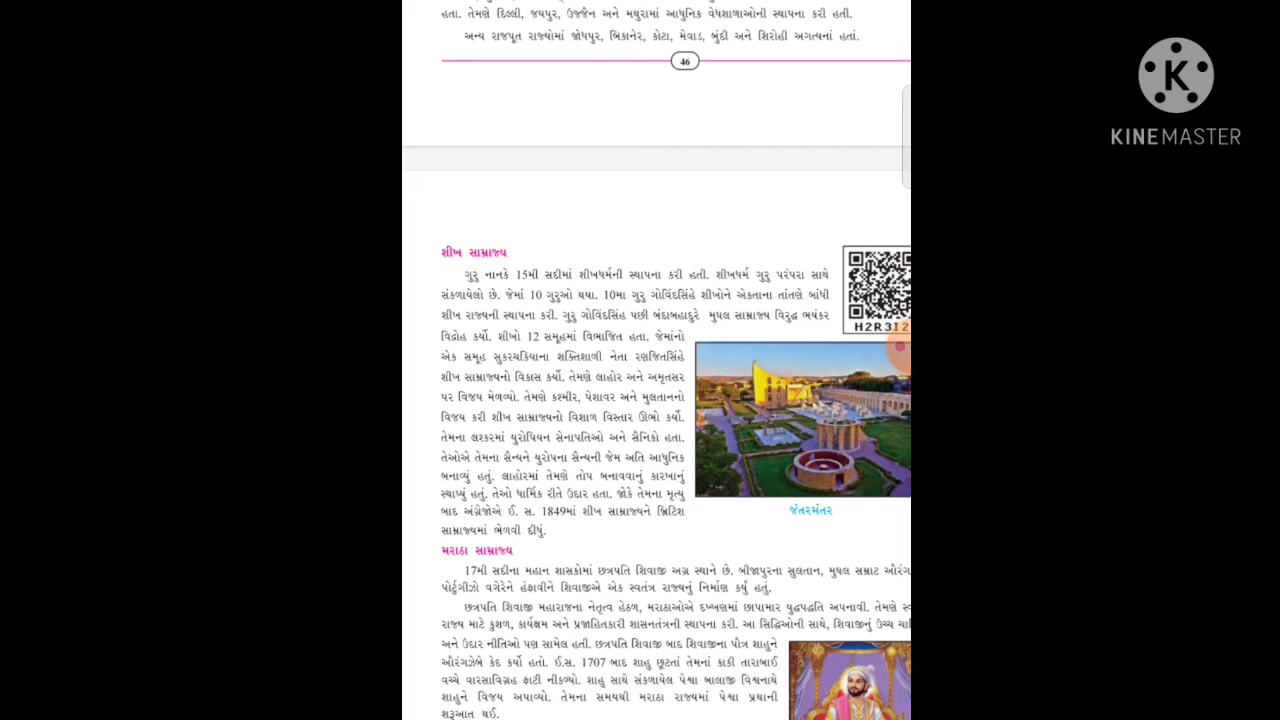 હતા. તેમણે દિલ્લી, જયપુર, ઉજ્જૈન અને મથુરામાં આધુનિક વેધશાળાઓની સ્થાપના કરી હતી.
અન્ય રાજપૂત રાજ્યોમાં જોધપુર, બિકાનેર, કોટા, મેવાડ, બુંદી અને શિરોહી અગત્યનાં હતાં.
46
KINEMASTER
શીખ સામ્રાજ્ય
ગુરુ નાનકે 15મી સદીમાં શીખધર્મની સ્થાપના કરી હતી. શીખધર્મ ગુરુ પરંપરા સાથે
સંકળાયેલો છે. જેમાં 10 ગુરુઓ થયા. 10મા ગુરુ ગોવિંદસિંહે શીખોને એકતાના તાંતણે બાંધી
શીખ રાજ્યની સ્થાપના કરી. ગુરુ ગોવિંદસિંહ પછી બંદાબહાદુરે મુઘલ સામ્રાજ્ય વિરુદ્ધ ભયંકર
વિદ્રોહ કર્યો. શીખો 12 સમૂહમાં વિભાજિત હતા. જેમાંનો
એક સમૂહ સુકરચકિયાના શક્તિશાળી નેતા રણજિતસિંહે
શીખ સામ્રાજ્યનો વિકાસ કર્યો. તેમણે લાહોર અને અમૃતસર
પર વિજય મેળવ્યો. તેમણે કશ્મીર, પેશાવર અને મુલતાનનો
વિજય કરી શીખ સામ્રાજ્યનો વિશાળ વિસ્તાર ઊભો કર્યો.
તેમના લશ્કરમાં યુરોપિયન સેનાપતિઓ અને સૈનિકો હતા.
તેઓએ તેમના સૈન્યને યુરોપના સૈન્યની જેમ અતિ આધુનિક
બનાવ્યું હતું. લાહોરમાં તેમણે તોપ બનાવવાનું કારખાનું
સ્થાપ્યું હતું. તેઓ ધાર્મિક રીતે ઉદાર હતા. જોકે તેમના મૃત્યુ
બાદ અંગ્રેજોએ ઈ. સ. 1849માં શીખ સામ્રાજ્યને બ્રિટિશ
સામ્રાજ્યમાં ભેળવી દીધું.
H2R3I2
જંતરમંતર
મરાઠા સામ્રાજ્ય
17મી સદીના મહાન શાસકોમાં છત્રપતિ શિવાજી અગ્ર સ્થાને છે. બીજાપુરના સુલતાન, મુઘલ સમ્રાટ ઔરંગ
પોર્ટુગીઝો વગેરેને હંફાવીને શિવાજીએ એક સ્વતંત્ર રાજ્યનું નિર્માણ કર્યું હતું.
છત્રપતિ શિવાજી મહારાજના નેતૃત્વ હેઠળ, મરાઠાઓએ દખ્ખણમાં છાપામાર યુદ્ધપદ્ધતિ અપનાવી. તેમણે સ્વ
રાજ્ય માટે કુશળ, કાર્યક્ષમ અને પ્રજાહિતકારી શાસનતંત્રની સ્થાપના કરી. આ સિદ્ધિઓની સાથે, શિવાજીનું ઉચ્ચ ચા
અને ઉદાર નીતિઓ પણ સામેલ હતી. છત્રપતિ શિવાજી બાદ શિવાજીના પૌત્ર શાહુને
ઔરંગઝેબે કેદ કર્યો હતો. ઈ.સ. 1707 બાદ શાહુ છૂટતાં તેમનાં કાકી તારાબાઈ
વચ્ચે વારસાવિગ્રહ ફાટી નીકળ્યો. શાહુ સાથે સંકળાયેલ પેશ્વા બાલાજી વિશ્વનાથે
શાહુને વિજય અપાવ્યો. તેમના સમયથી મરાઠા રાજ્યમાં પેશ્વા પ્રથાની
શરૂઆત થઈ.